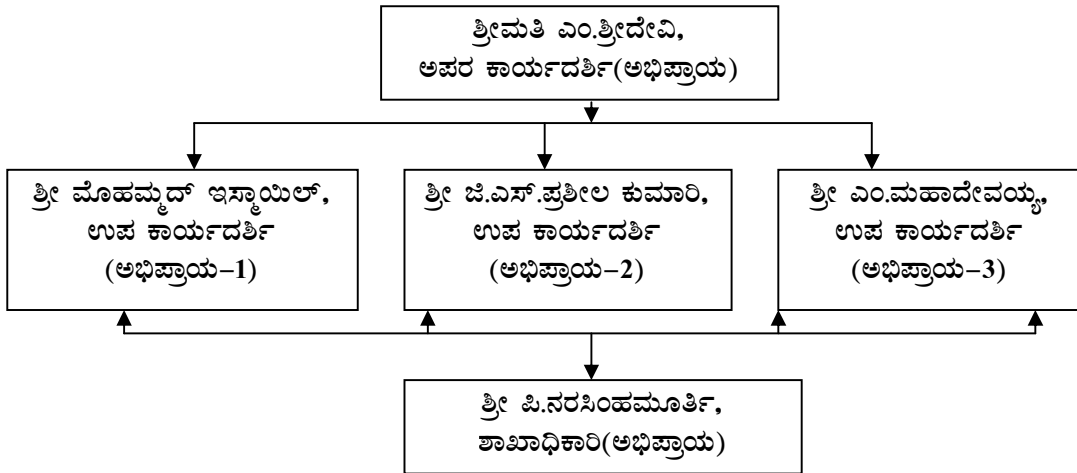 ಶ್ರೀಮತಿ ಎಂ.ಶ್ರೀದೇವಿ,
ಅಪರ ಕಾರ್ಯದರ್ಶಿ(ಅಭಿಪ್ರಾಯ)
ಶ್ರೀ ಮೊಹಮ್ಮದ್ ಇಸ್ಮಾಯಿಲ್,
ಉಪ ಕಾರ್ಯದರ್ಶಿ
(ಅಭಿಪ್ರಾಯ-1)
ಶ್ರೀ ಜಿ.ಎಸ್.ಪ್ರಶೀಲ ಕುಮಾರಿ,
ಉಪ ಕಾರ್ಯದರ್ಶಿ
(ಅಭಿಪ್ರಾಯ-2)
ಶ್ರೀ ಎಂ.ಮಹಾದೇವಯ್ಯ,
ಉಪ ಕಾರ್ಯದರ್ಶಿ
(ಅಭಿಪ್ರಾಯ-3)
ಶ್ರೀ ಪಿ.ನರಸಿಂಹಮೂರ್ತಿ,
ಶಾಖಾಧಿಕಾರಿ(ಅಭಿಪ್ರಾಯ)